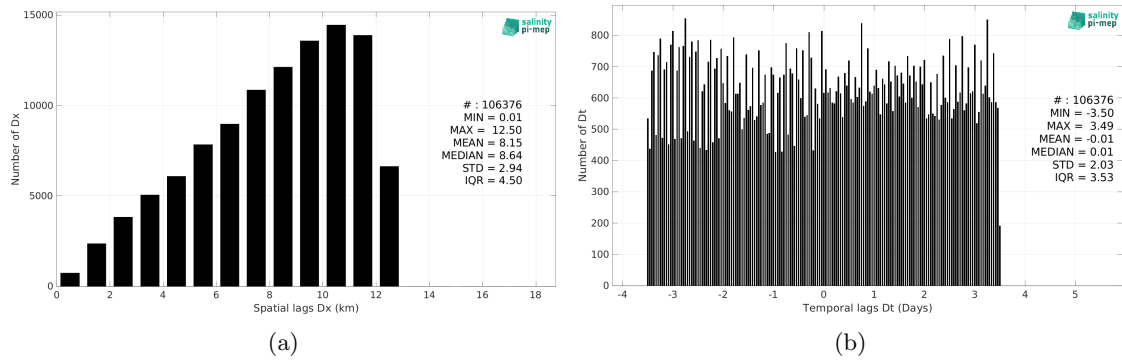 15000
10000
5000
0
Number of Dx
0 2 4 6 8 10 12 14 16 18
Spatial lags Dx (km)
salinity
pi-mep
# : 106376
MIN = 0.01
MAX = 12.50
MEAN = 8.15
MEDIAN = 8.64
STD = 2.94
IQR = 4.50
(a)
800
700
600
500
400
300
200
100
0
Number of Dt
-4 -3 -2 -1 0 1 2 3 4 5
Temporal lags Dt (Days)
salinity
pi-mep
# : 106376
MIN = -3.50
MAX = 3.49
MEAN = -0.01
MEDIAN = 0.01
STD = 2.03
IQR = 3.53
(b)